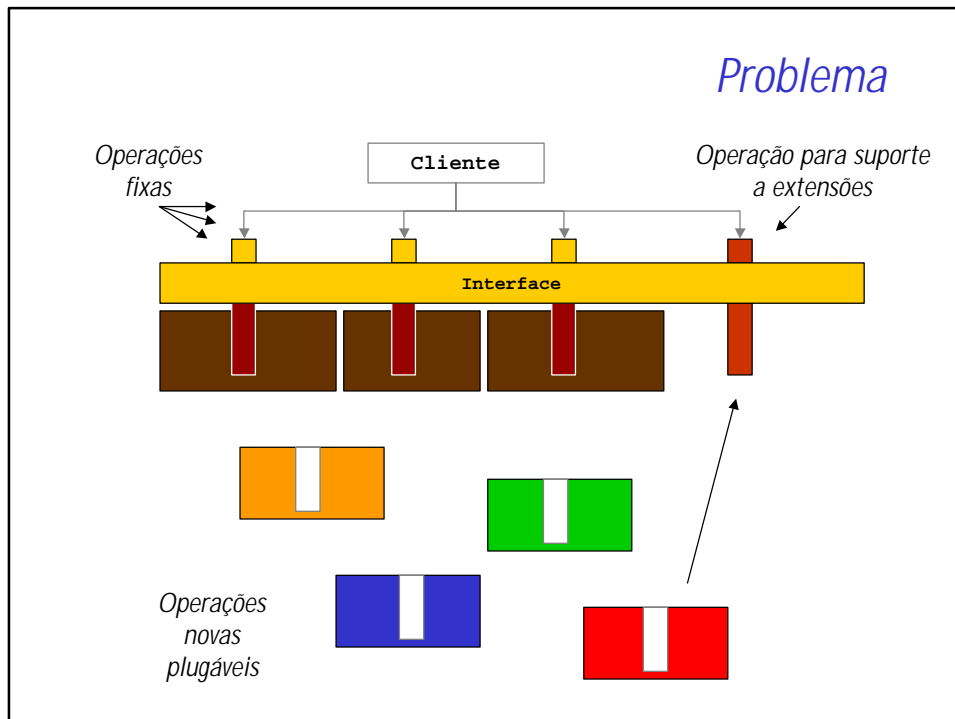 Problema
Operações
fixas
Cliente
Operação para suporte
a extensões
Interface
Operações
novas
plugáveis